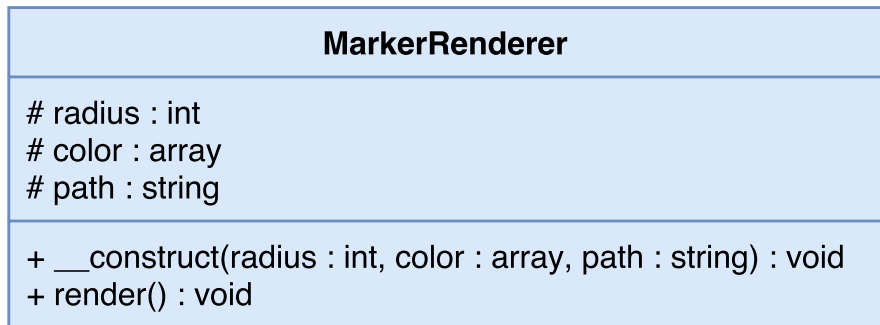 MarkerRenderer
# radius : int
# color : array
# path : string
+ __construct(radius : int, color : array, path : string) : void
+ render() : void